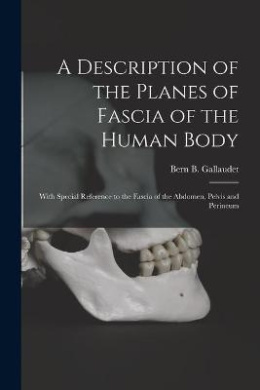 A Description of
the Planes of
Fascia of the
Human Body
Bern B. Gallaudet
With Special Reference to the Fascia of the Abdomen, Pelvis and
Perineum